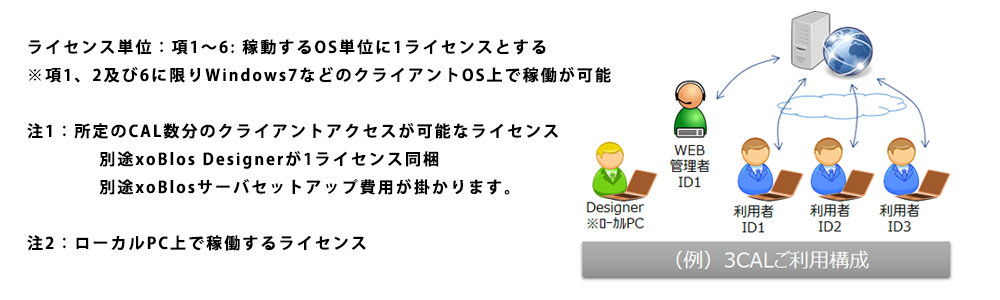 ライセンス単位：項1～6: 稼動するOS単位に1ライセンスとする
※項1、2及び6に限りWindows7などのクライアントOS上で稼働が可能
注1：所定のCAL数分のクライアントアクセスが可能なライセンス
別途xoBlos Designerが1ライセンス同梱
別途xoBlosサーバセットアップ費用が掛かります。
注2：ローカルPC上で稼働するライセンス
WEB
管理者
ID1
Designer
※ﾛｰｶﾙPC
利用者
ID1
利用者
ID2
利用者
ID3
（例）3CALご利用構成